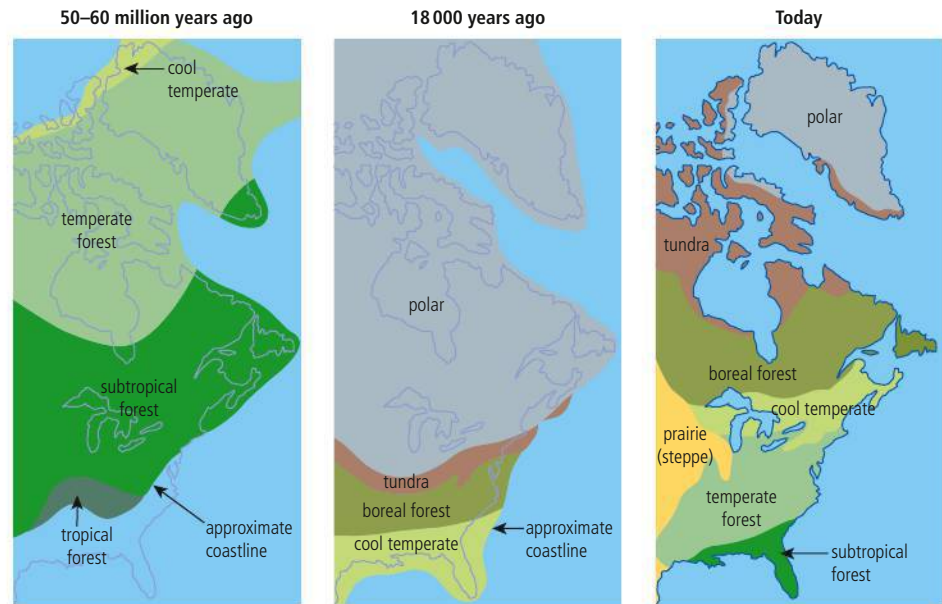 50–60 million years ago
cool
temperate
temperate
forest
subtropical
forest
tropical
forest
approximate
coastline
18 000 years ago
polar
tundra
boreal forest
cool temperate
approximate
coastline
Today
polar
tundra
boreal forest
cool temperate
prairie
(steppe)
temperate
forest
subtropical
forest